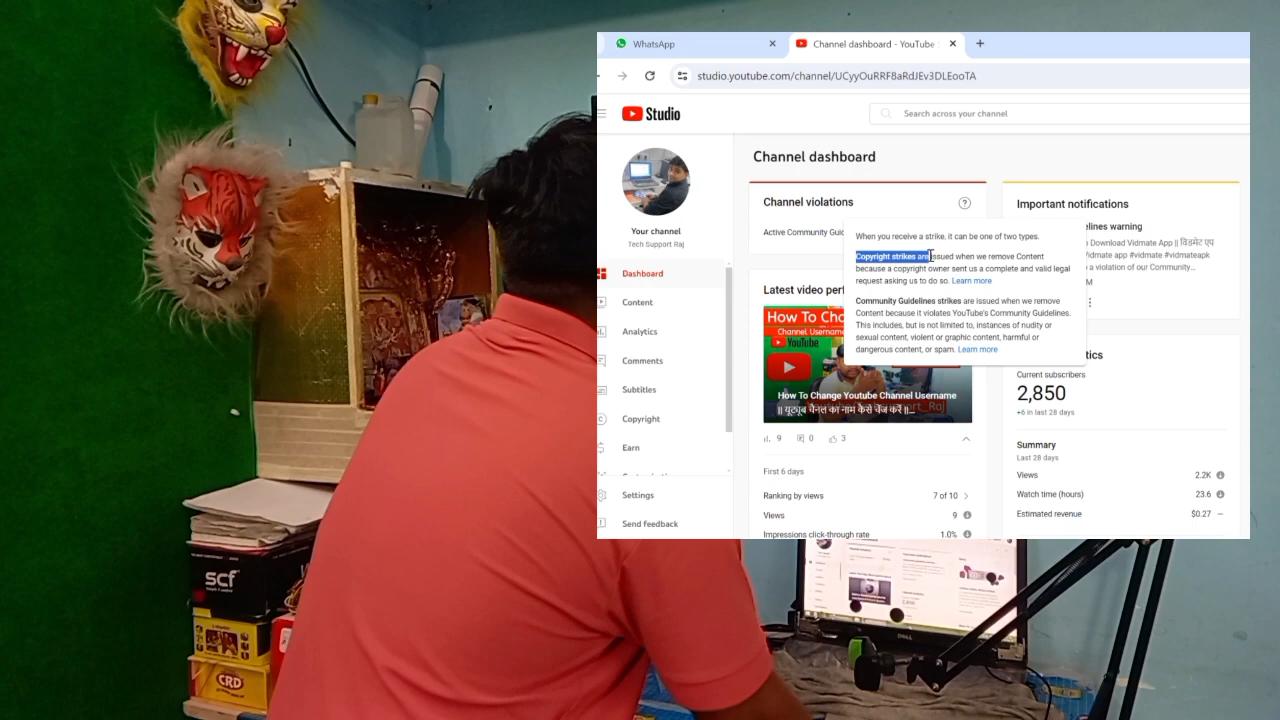 WhatsApp
Channel dashboard - YouTube
studio.youtube.com/channel/UCyyOuRRF8aRdJEv3DLEooTA
Studio
Search across your channel
Your channel
Tech Support Raj
Dashboard
Content
Analytics
Comments
Subtitles
Copyright
Earn
Settings
Send feedback
Channel dashboard
Channel violations
Active Community
When you receive a strike, it can be one of two types.
Copyright strikes are issued when we remove Content
because a copyright owner sent us a complete and valid legal
request asking us to do so. Learn more
Community Guidelines strikes are issued when we remove
Content because it violates YouTube's Community Guidelines.
This includes, but is not limited to, instances of nudity or
sexual content, violent or graphic content, harmful or
dangerous content, or spam. Learn more
Latest video
How To
Channel Username
YouTube
How To Change Youtube Channel Username
|| यूट्यूब चैनल का नाम कैसे चेंज करें ||...
9
0
3
First 6 days
Ranking by views 7 of 10
Views 9
Impressions click-through rate 1.0%
Important notifications
elines warning
Download Vidmate App || विडमेट एप
idmate app #vidmate #vidmateapk
a violation of our Community...
Current subscribers
2,850
+6 in last 28 days
Summary
Last 28 days
Views 2.2K
Watch time (hours) 23.6
Estimated revenue $0.27 —
scf
CRD
DELL